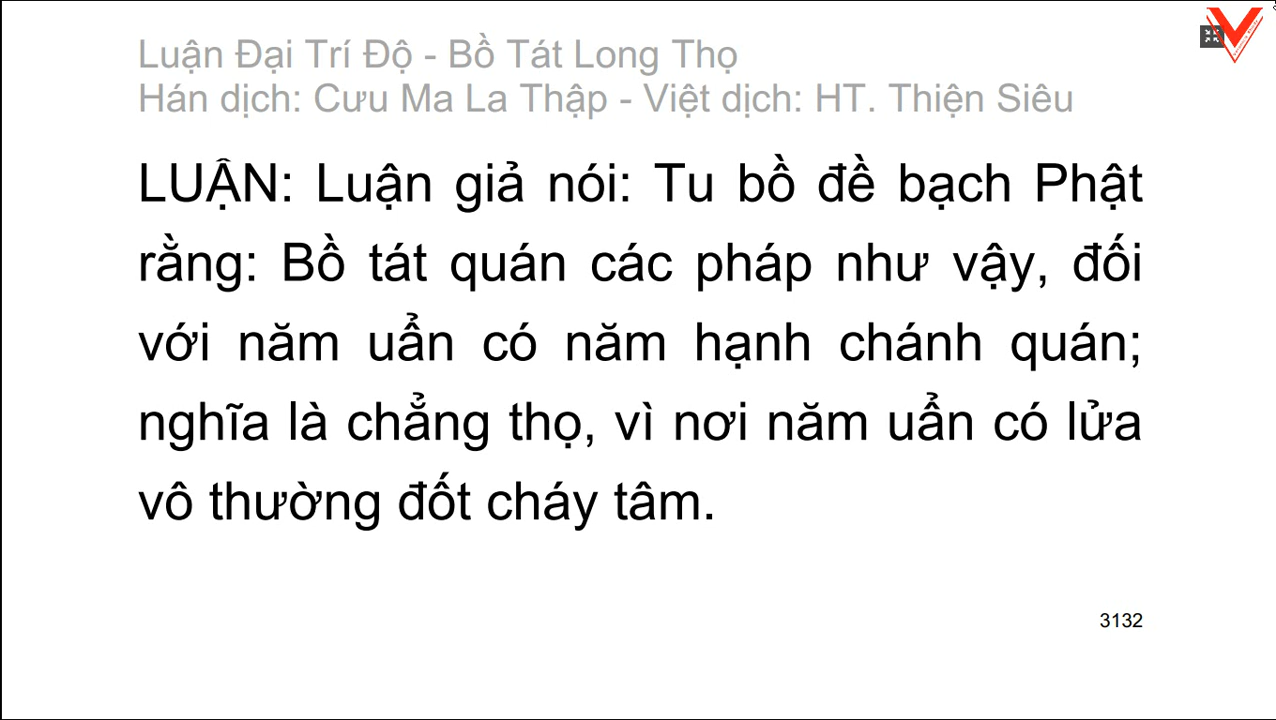 Luận Đại Trí Độ - Bồ Tát Long Thọ
Hán dịch: Cưu Ma La Thập - Việt dịch: HT. Thiện Siêu
LUẬN: Luận giả nói: Tu bồ đề bạch Phật
rằng: Bồ tát quán các pháp như vậy, đối
với năm uẩn có năm hạnh chánh quán;
nghĩa là chẳng thọ, vì nơi năm uẩn có lửa
vô thường đốt cháy tâm.
3132